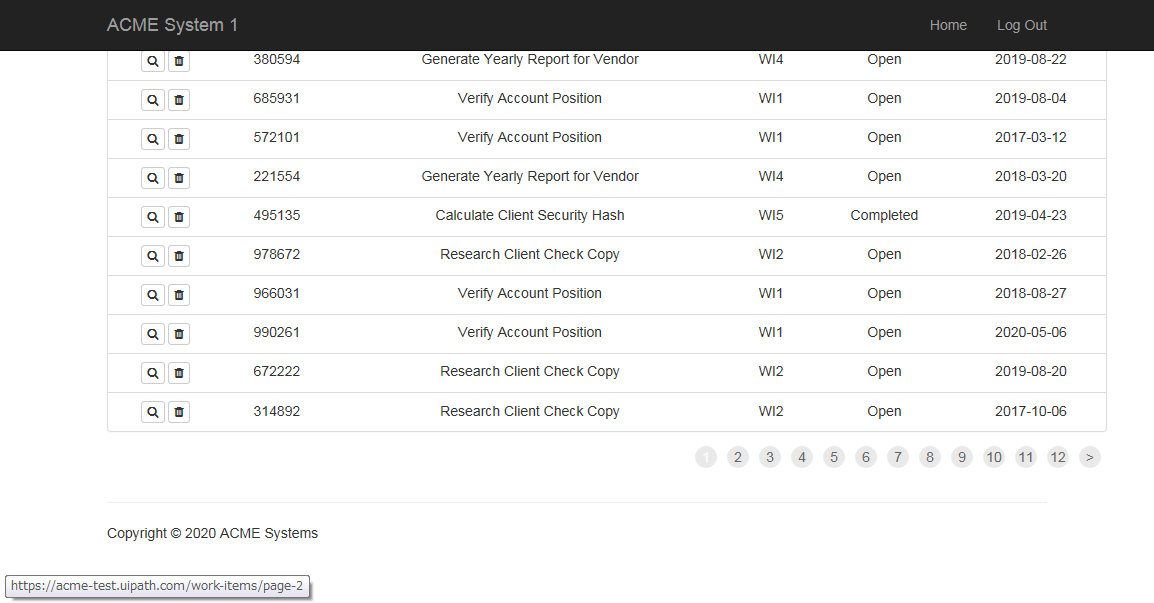 ACME System 1 Home Log Out
380594 Generate Yearly Report for Vendor WI4 Open 2019-08-22
685931 Verify Account Position WI1 Open 2019-08-04
572101 Verify Account Position WI1 Open 2017-03-12
221554 Generate Yearly Report for Vendor WI4 Open 2018-03-20
495135 Calculate Client Security Hash WI5 Completed 2019-04-23
978672 Research Client Check Copy WI2 Open 2018-02-26
966031 Verify Account Position WI1 Open 2018-08-27
990261 Verify Account Position WI1 Open 2020-05-06
672222 Research Client Check Copy WI2 Open 2019-08-20
314892 Research Client Check Copy WI2 Open 2017-10-06
1 2 3 4 5 6 7 8 9 10 11 12 >
Copyright © 2020 ACME Systems
https://acme-test.uipath.com/work-items/page-2